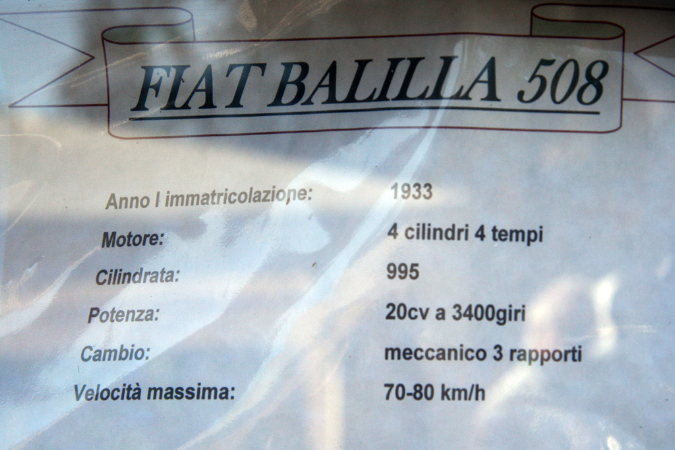 FIAT BALILLA 508
Anno I immatricolazione: 1933
Motore: 4 cilindri 4 tempi
Cilindrata: 995
Potenza: 20cv a 3400giri
Cambio: meccanico 3 rapporti
Velocità massima: 70-80 km/h